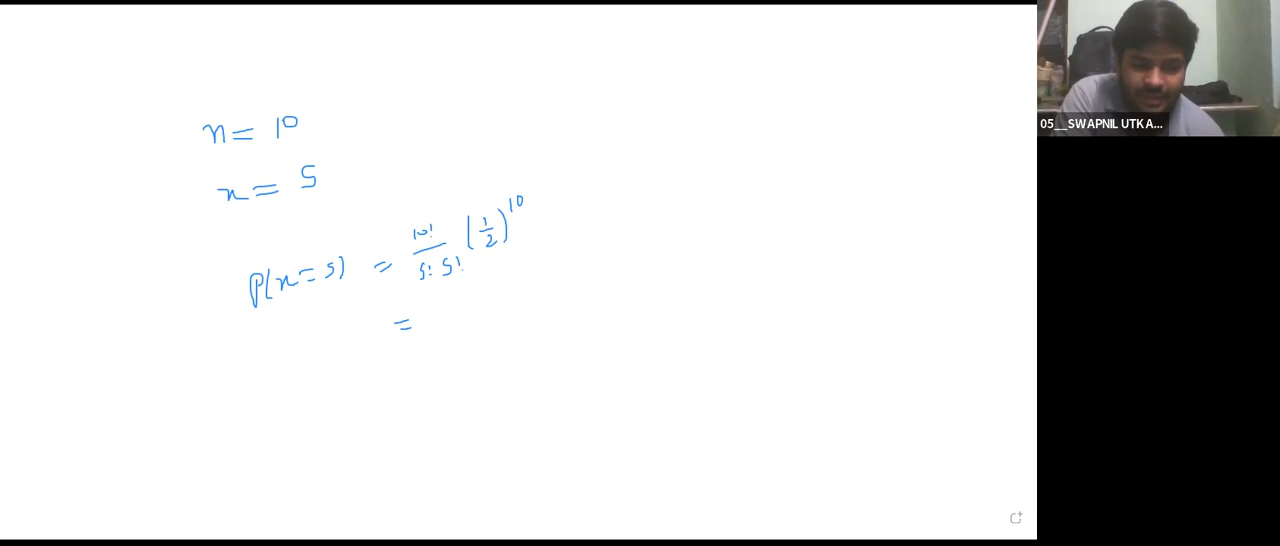 n = 10
x = 5
P(x = 5) = 10!/5! 5! (1/2)^10
=
05__SWAPNIL UTKA...